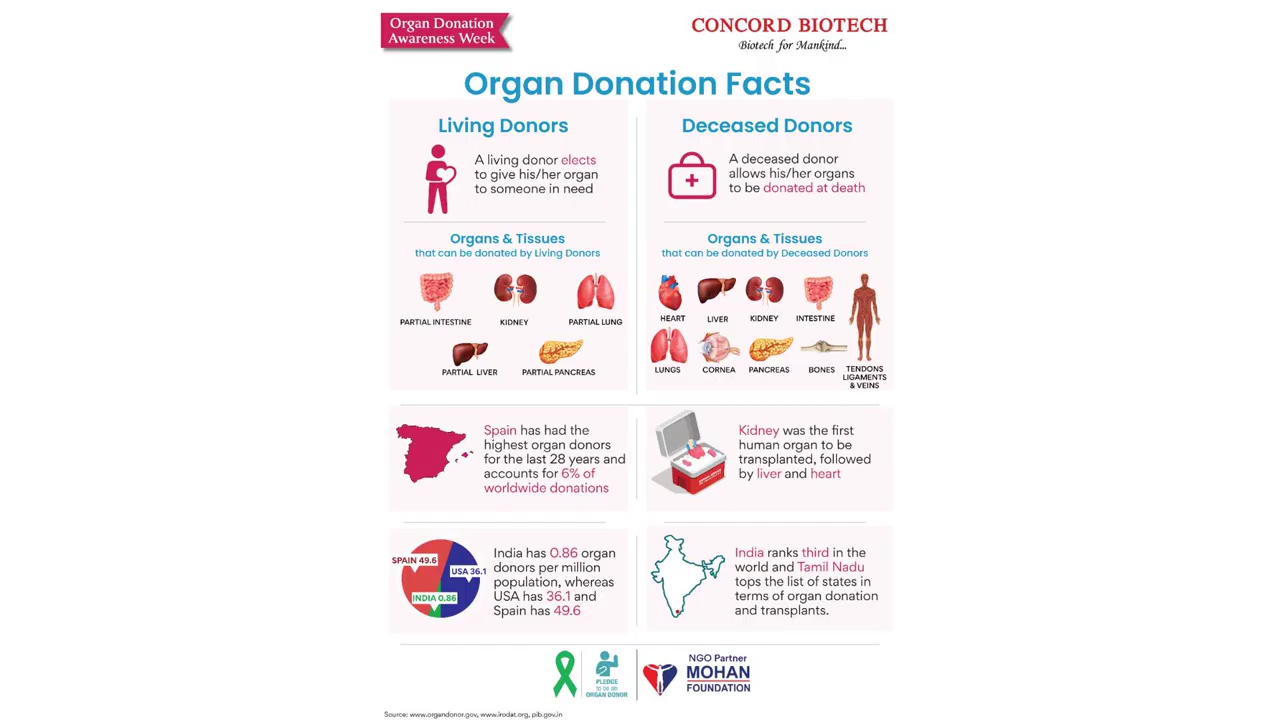 Organ Donation
Awareness Week
CONCORD BIOTECH
Biotech for Mankind...
Organ Donation Facts
Living Donors
A living donor elects
to give his/her organ
to someone in need
Organs & Tissues
that can be donated by Living Donors
PARTIAL INTESTINE
KIDNEY
PARTIAL LUNG
PARTIAL LIVER
PARTIAL PANCREAS
Deceased Donors
A deceased donor
allows his/her organs
to be donated at death
Organs & Tissues
that can be donated by Deceased Donors
HEART
LIVER
KIDNEY
INTESTINE
LUNGS
CORNEA
PANCREAS
BONES
TENDONS
LIGAMENTS
& VEINS
Spain has had the
highest organ donors
for the last 28 years and
accounts for 6% of
worldwide donations
Kidney was the first
human organ to be
transplanted, followed
by liver and heart
SPAIN 49.6
USA 36.1
INDIA 0.86
India has 0.86 organ
donors per million
population, whereas
USA has 36.1 and
Spain has 49.6
India ranks third in the
world and Tamil Nadu
tops the list of states in
terms of organ donation
and transplants.
PLEDGE
to be an
ORGAN DONOR
NGO Partner
MOHAN
FOUNDATION
Source: www.organdonor.gov, www.irodat.org, pib.gov.in